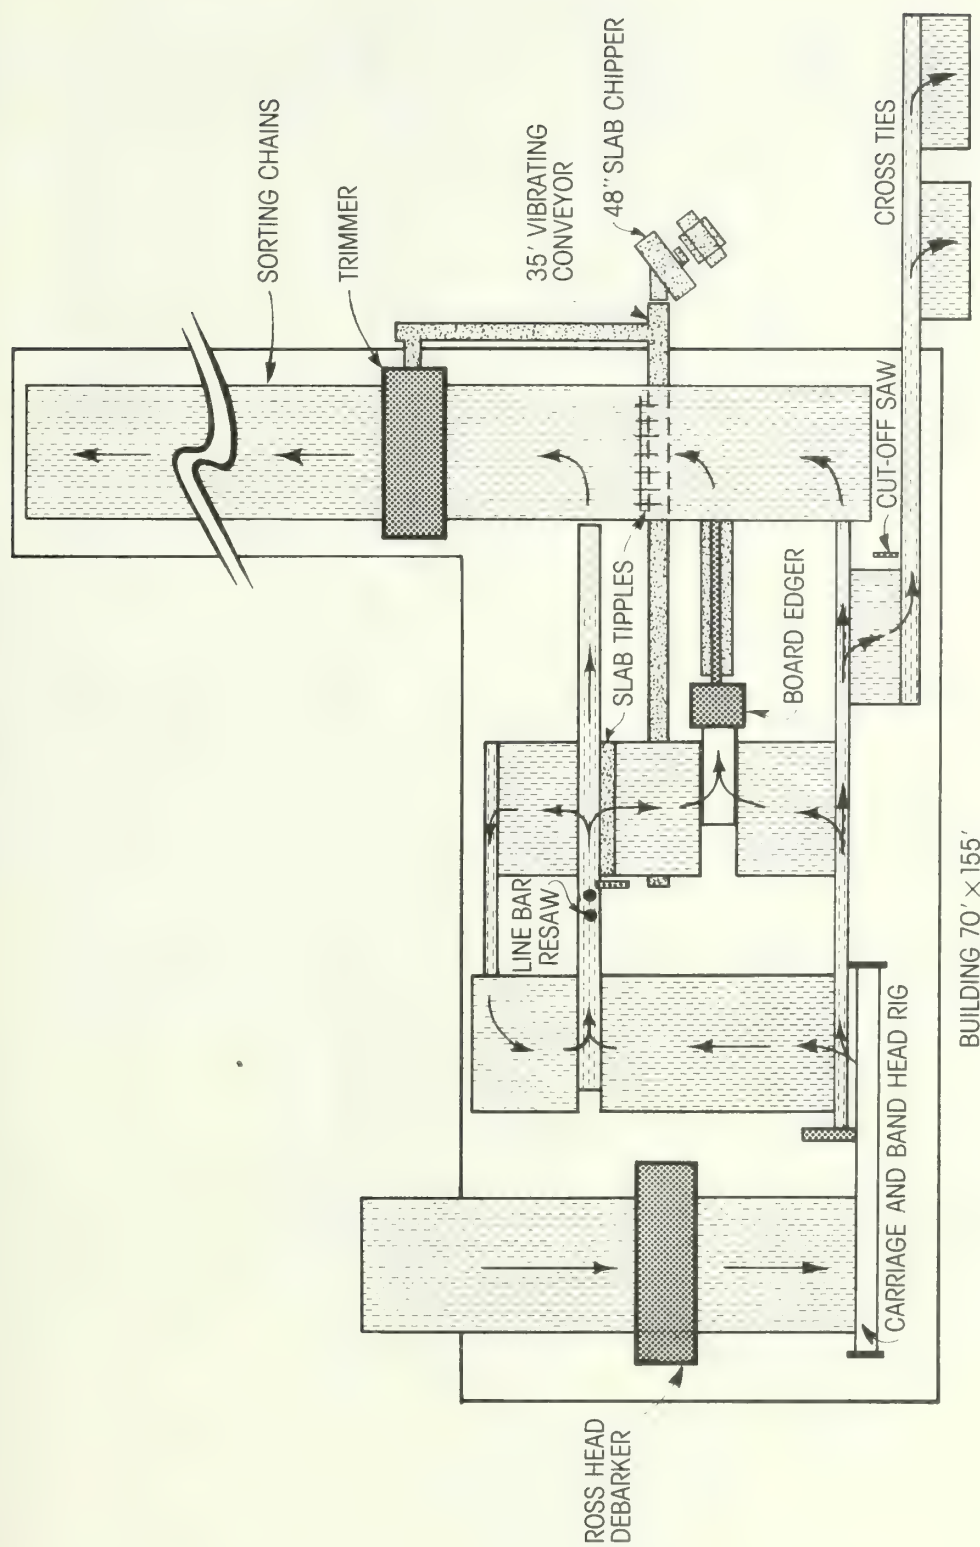 SORTING CHAINS
TRIMMER
35' VIBRATING
CONVEYOR
48" SLAB CHIPPER
CROSS TIES
CUT-OFF SAW
SLAB TIPPLES
BOARD EDGER
LINE BAR
RESAW
CARRIAGE AND BAND HEAD RIG
ROSS HEAD
DEBARKER
BUILDING 70' × 155'